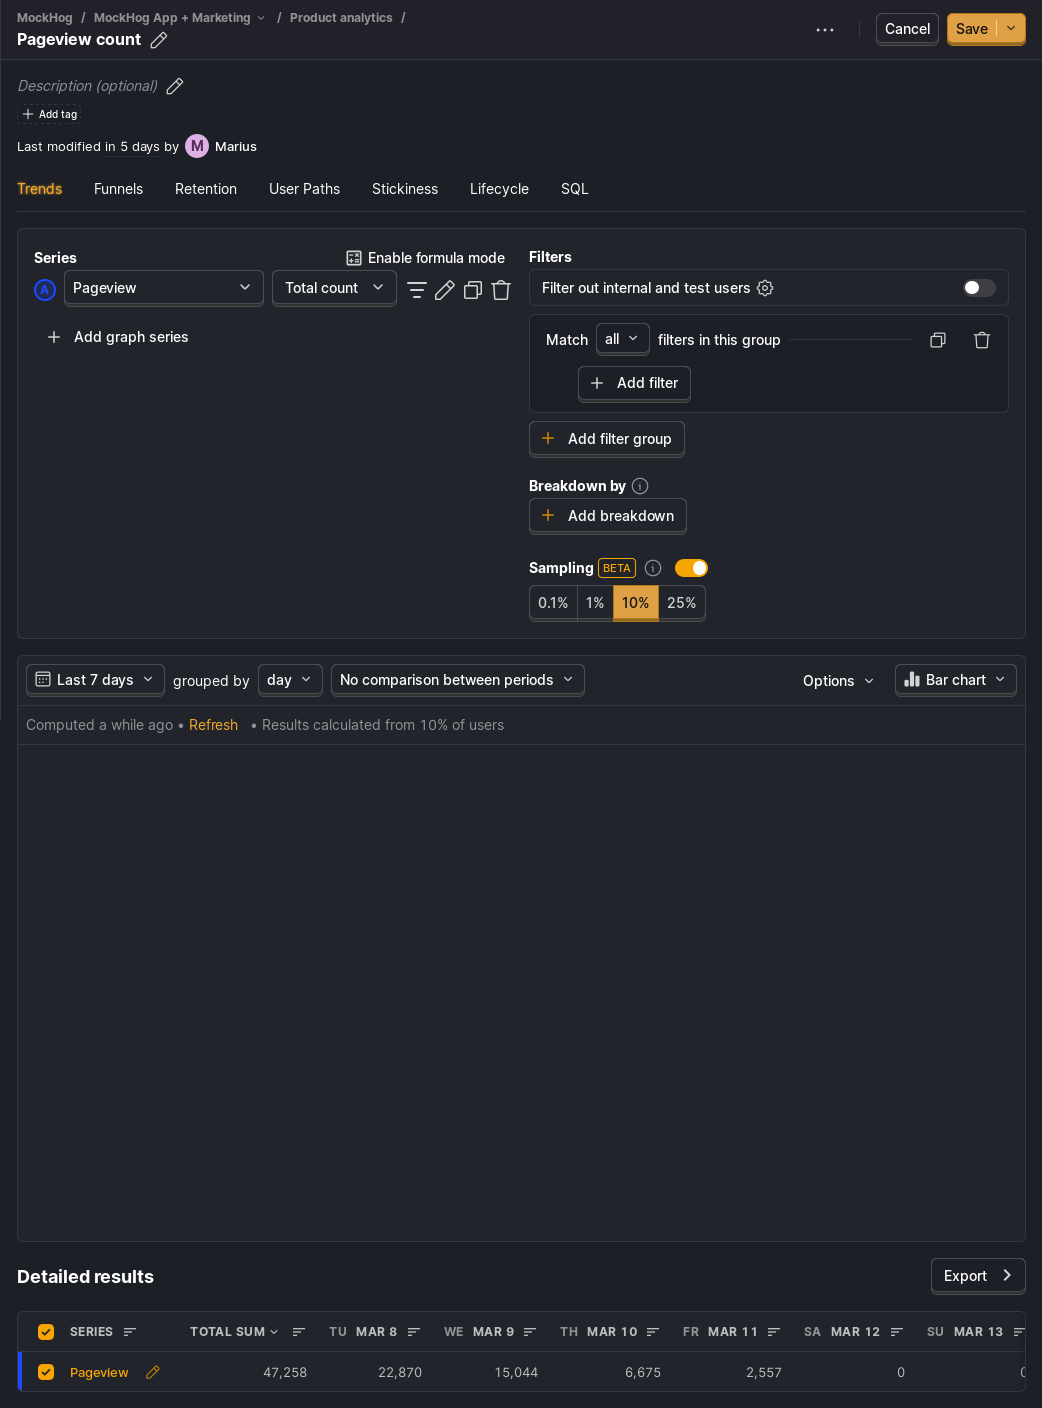 MockHog / MockHog App + Marketing / Product analytics /
Pageview count
Cancel
Save
Description (optional)
Add tag
Last modified in 5 days by M Marius
Trends Funnels Retention User Paths Stickiness Lifecycle SQL
Series
Enable formula mode
A Pageview Total count
Add graph series
Filters
Filter out internal and test users
Match all filters in this group
Add filter
Add filter group
Breakdown by
Add breakdown
Sampling BETA
0.1% 1% 10% 25%
Last 7 days grouped by day No comparison between periods Options Bar chart
Computed a while ago • Refresh • Results calculated from 10% of users
Detailed results
Export
SERIES TOTAL SUM TU MAR 8 WE MAR 9 TH MAR 10 FR MAR 11 SA MAR 12 SU MAR 13
Pageview 47,258 22,870 15,044 6,675 2,557 0 0